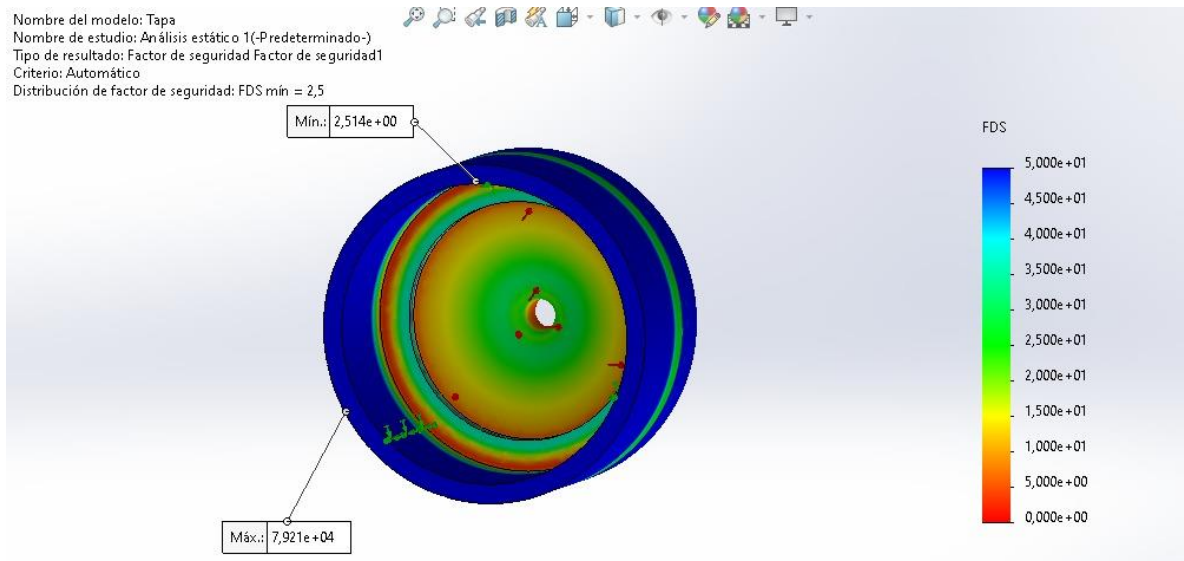 Nombre del modelo: Tapa
Nombre de estudio: Análisis estático 1(-Predeterminado-)
Tipo de resultado: Factor de seguridad Factor de seguridad1
Criterio: Automático
Distribución de factor de seguridad: FDS mín = 2,5
Mín.: 2,514e+00
FDS
5,000e+01
4,500e+01
4,000e+01
3,500e+01
3,000e+01
2,500e+01
2,000e+01
1,500e+01
1,000e+01
5,000e+00
0,000e+00
Máx.: 7,921e+04